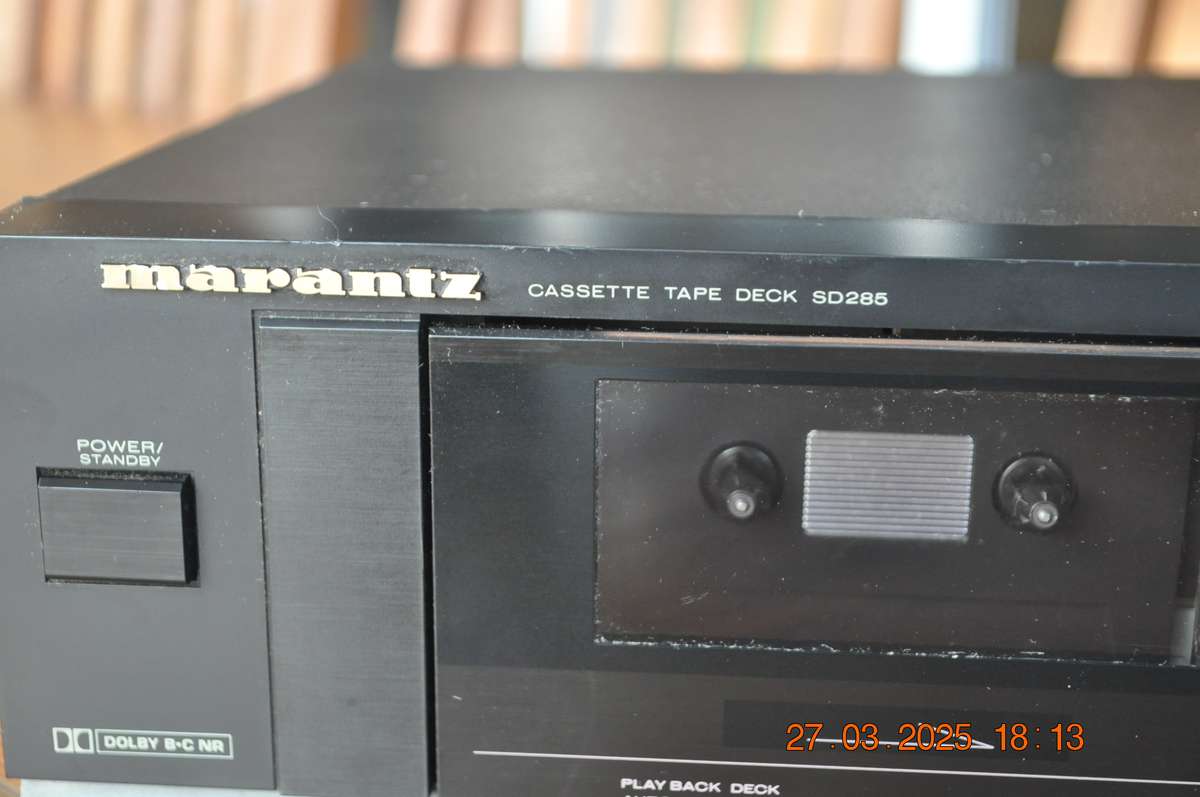 marantz CASSETTE TAPE DECK SD285
POWER/
STANDBY
DOLBY B•C NR
27.03.2025 18:13
PLAY BACK DECK